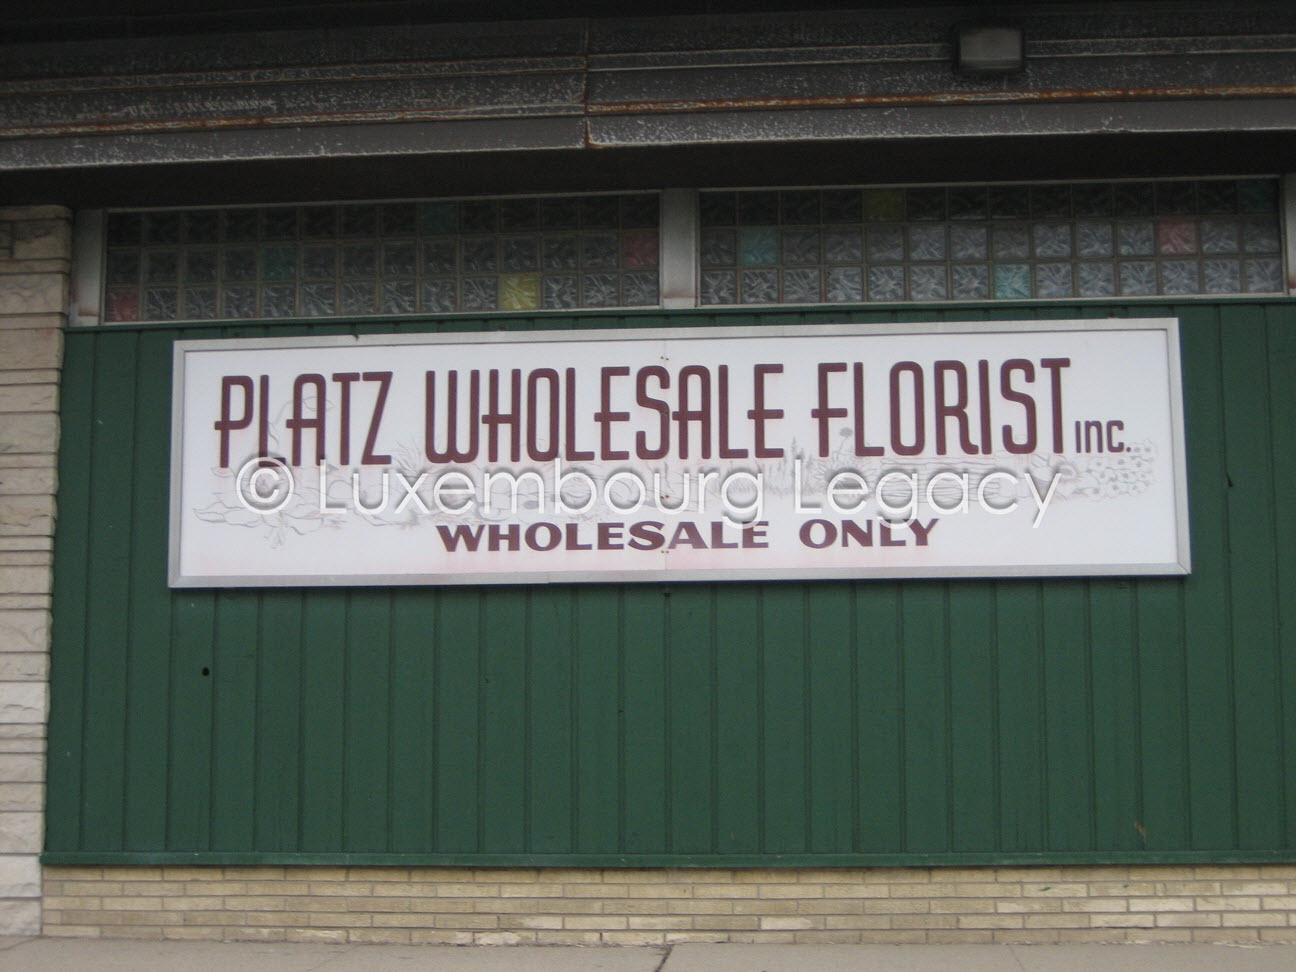 PLATZ WHOLESALE FLORIST INC.
© Luxembourg Legacy
WHOLESALE ONLY